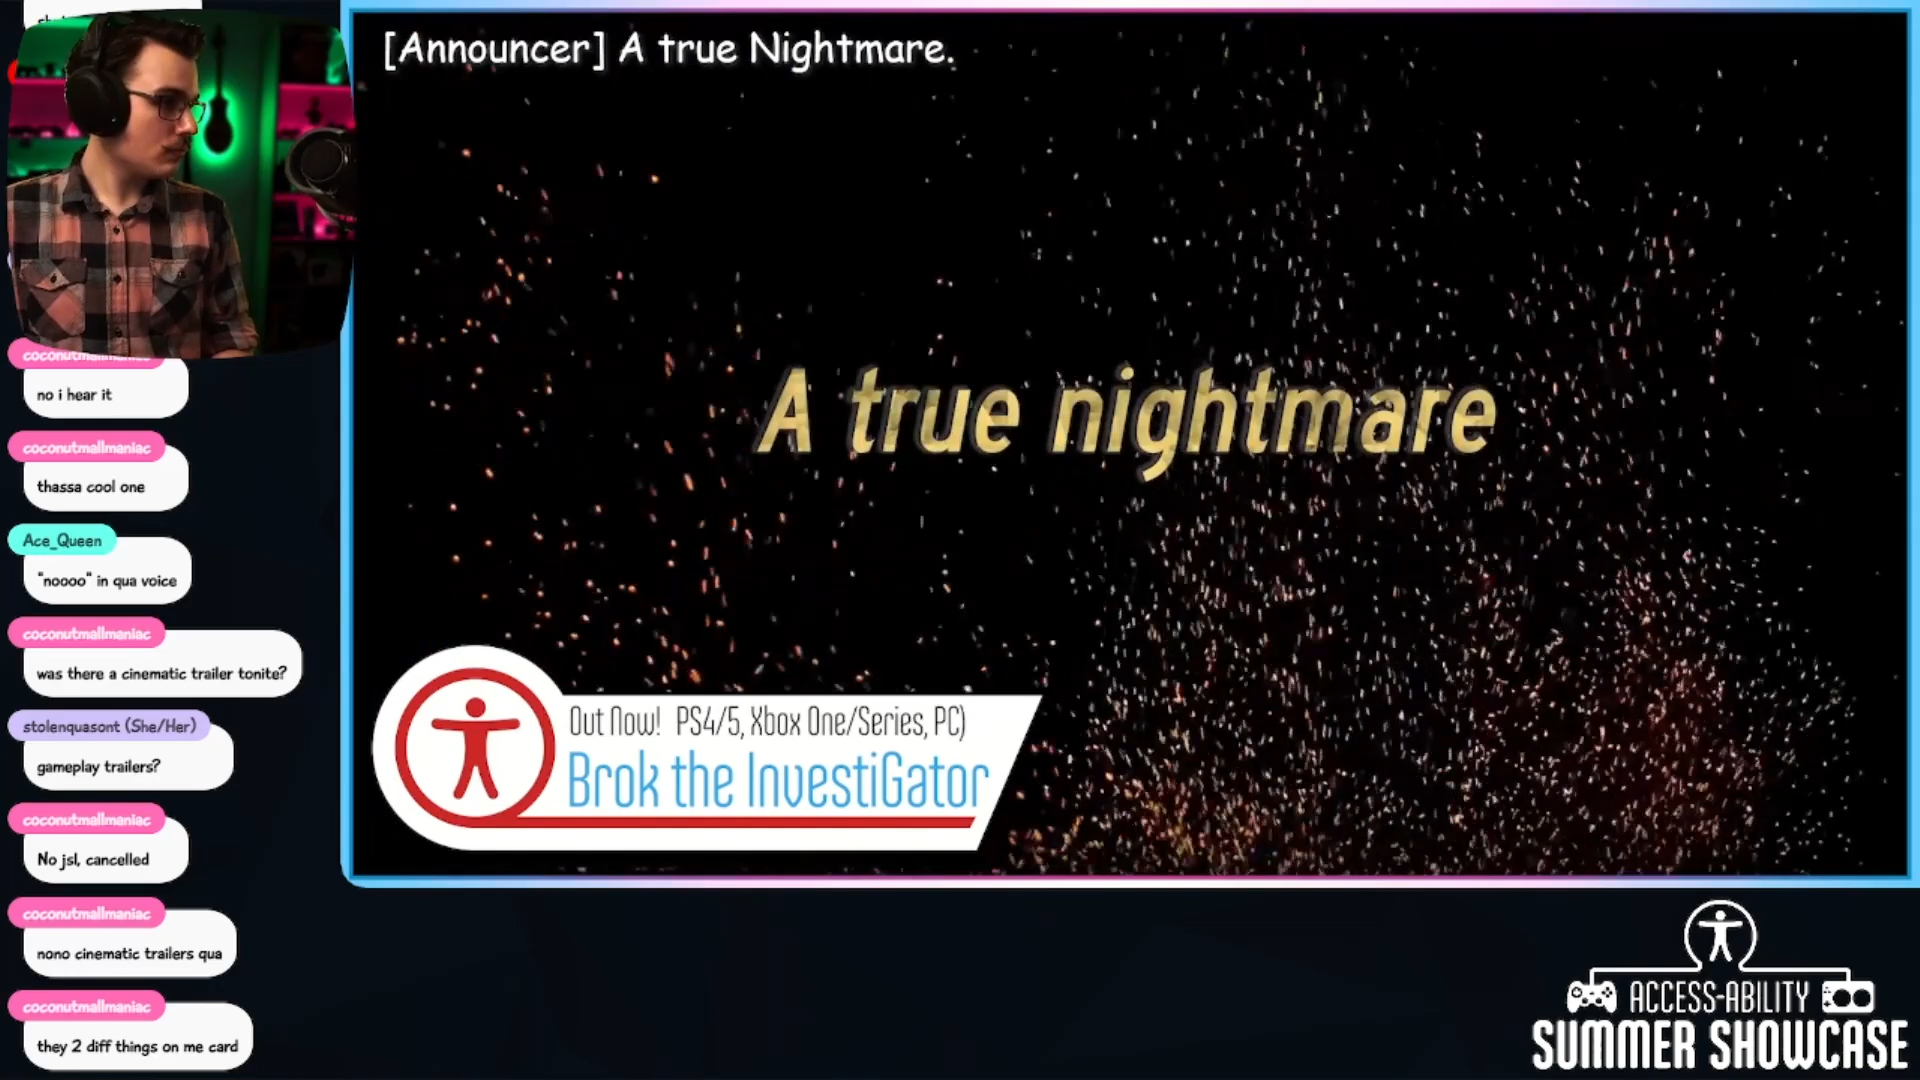 [Announcer] A true Nightmare.
A true nightmare
Out Now! PS4/5, Xbox One/Series, PC)
Brok the InvestiGator
coconutmallmaniac
no i hear it
coconutmallmaniac
thassa cool one
Ace_Queen
"noooo" in qua voice
coconutmallmaniac
was there a cinematic trailer tonite?
stolenquasont (She/Her)
gameplay trailers?
coconutmallmaniac
No jsl, cancelled
coconutmallmaniac
nono cinematic trailers qua
coconutmallmaniac
they 2 diff things on me card
ACCESS-ABILITY
SUMMER SHOWCASE